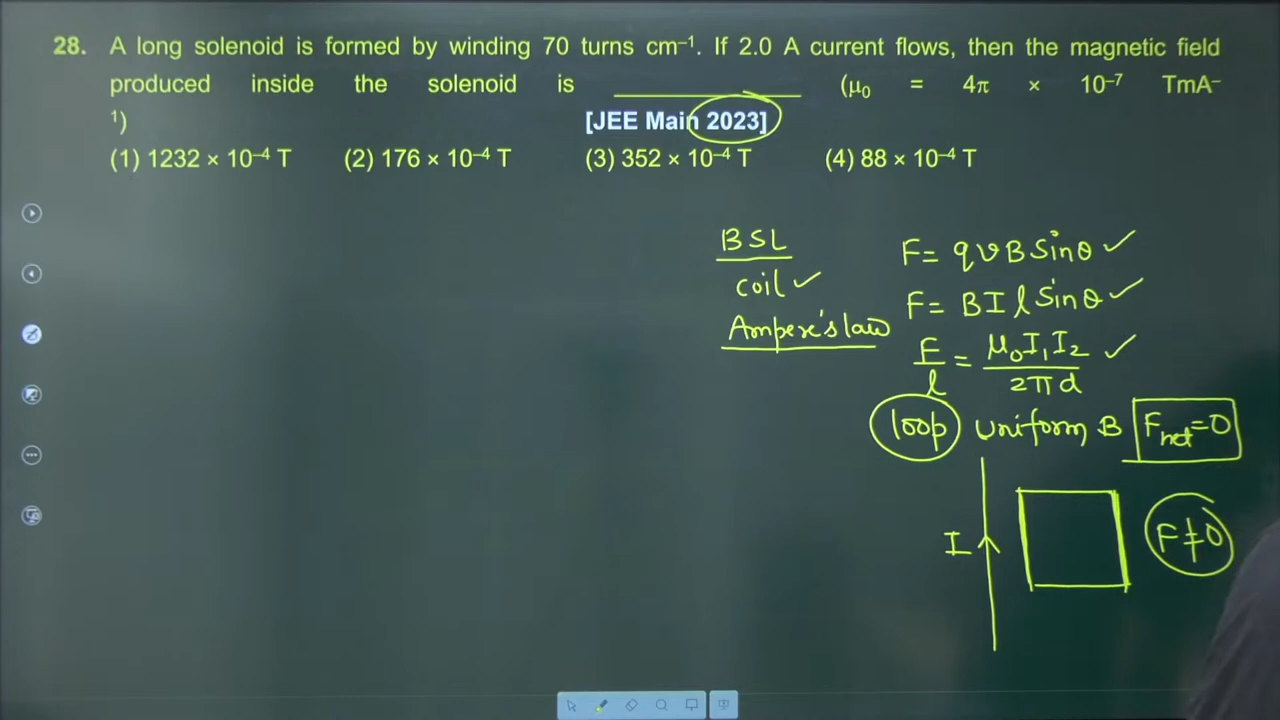 28. A long solenoid is formed by winding 70 turns cm⁻¹. If 2.0 A current flows, then the magnetic field
produced inside the solenoid is __________ (μ₀ = 4π × 10⁻⁷ TmA⁻
¹) [JEE Main 2023]
(1) 1232 × 10⁻⁴ T (2) 176 × 10⁻⁴ T (3) 352 × 10⁻⁴ T (4) 88 × 10⁻⁴ T
BSL
coil ✓
Ampere's law
F = qvB Sinθ ✓
F = BIl Sinθ ✓
F/l = μ₀I₁I₂/2πd ✓
loop uniform B F_net = 0
I
F ≠ 0